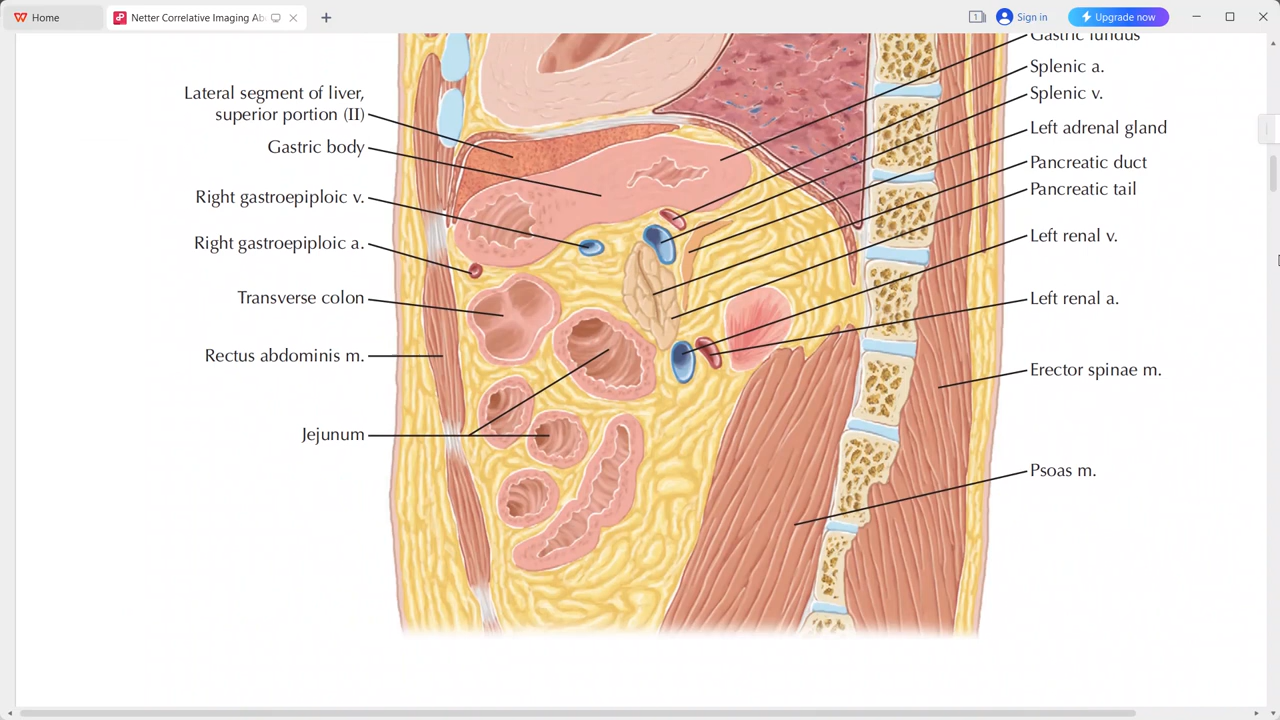 Home
Netter Correlative Imaging Ab
1
Sign in
Upgrade now
Gastric fundus
Splenic a.
Splenic v.
Left adrenal gland
Pancreatic duct
Pancreatic tail
Left renal v.
Left renal a.
Erector spinae m.
Psoas m.
Lateral segment of liver,
superior portion (II)
Gastric body
Right gastroepiploic v.
Right gastroepiploic a.
Transverse colon
Rectus abdominis m.
Jejunum